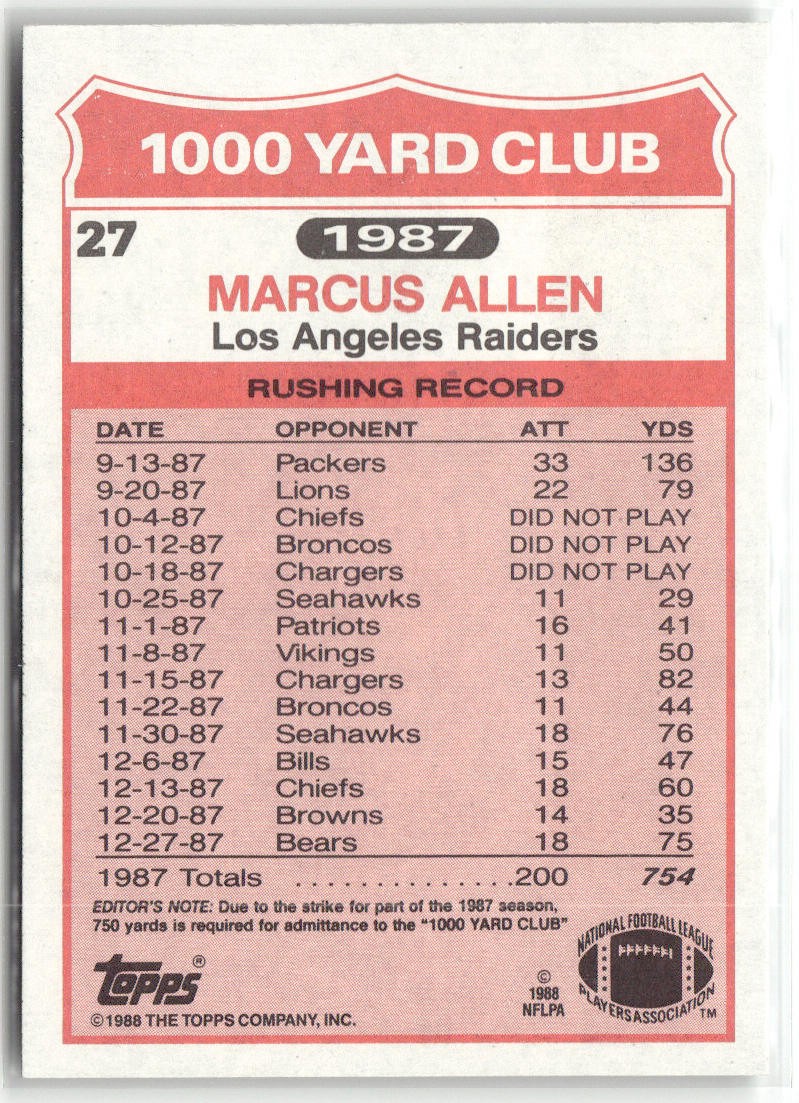 1000 YARD CLUB
27
1987
MARCUS ALLEN
Los Angeles Raiders
RUSHING RECORD
DATE OPPONENT ATT YDS
9-13-87 Packers 33 136
9-20-87 Lions 22 79
10-4-87 Chiefs DID NOT PLAY
10-12-87 Broncos DID NOT PLAY
10-18-87 Chargers DID NOT PLAY
10-25-87 Seahawks 11 29
11-1-87 Patriots 16 41
11-8-87 Vikings 11 50
11-15-87 Chargers 13 82
11-22-87 Broncos 11 44
11-30-87 Seahawks 18 76
12-6-87 Bills 15 47
12-13-87 Chiefs 18 60
12-20-87 Browns 14 35
12-27-87 Bears 18 75
1987 Totals ..............200 754
EDITOR'S NOTE: Due to the strike for part of the 1987 season,
750 yards is required for admittance to the "1000 YARD CLUB"
Topps®
©1988 THE TOPPS COMPANY, INC.
©
1988
NFLPA
NATIONAL FOOTBALL LEAGUE
PLAYERS ASSOCIATION TM